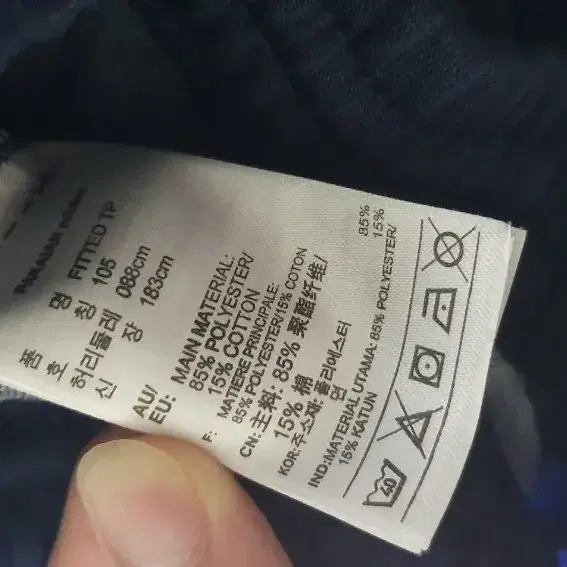 품 명 FITTED TP
호 칭 105
허리둘레 088cm
신 장 183cm
AU/
EU: MAIN MATERIAL:
85% POLYESTER/
15% COTTON
F: MATIERE PRINCIPALE:
85% POLYESTER/15% COTON
CN:主料: 85% 聚酯纤维/
15% 棉
KOR:주소재: 폴리에스터 85%
면 15%
IND:MATERIAL UTAMA: 85% POLYESTER/
15% KATUN
40